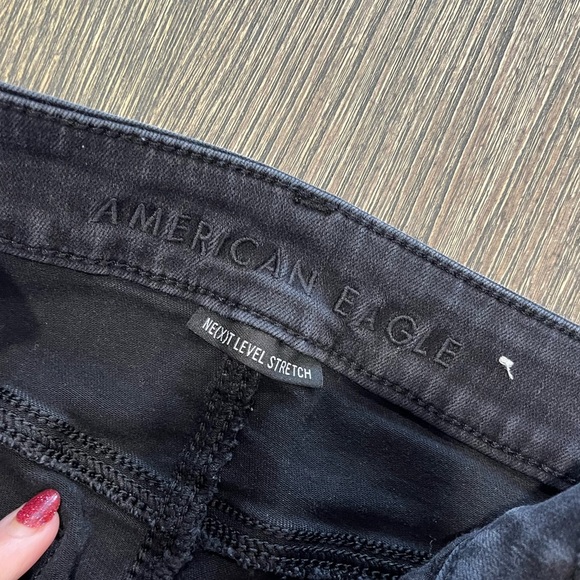 AMERICAN EAGLE
NE(X)T LEVEL STRETCH